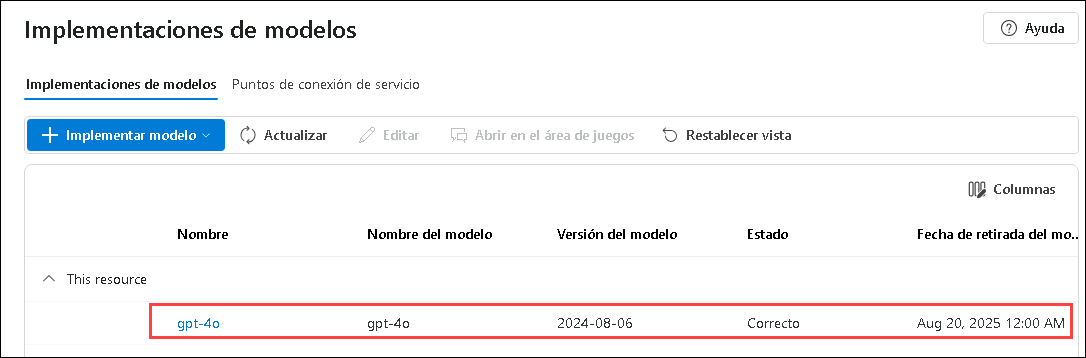 Implementaciones de modelos
Ayuda
Implementaciones de modelos Puntos de conexión de servicio
Implementar modelo Actualizar Editar Abrir en el área de juegos Restablecer vista
Columnas
Nombre Nombre del modelo Versión del modelo Estado Fecha de retirada del mo...
This resource
gpt-4o gpt-4o 2024-08-06 Correcto Aug 20, 2025 12:00 AM